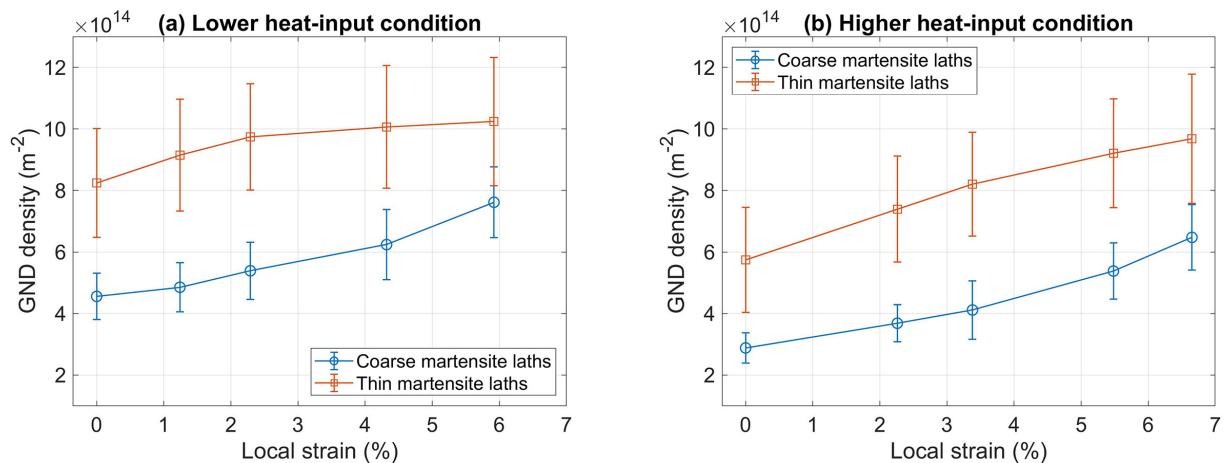 ×10^14
(a) Lower heat-input condition
12
10
8
6
4
2
GND density (m^-2)
0 1 2 3 4 5 6 7
Local strain (%)
Coarse martensite laths
Thin martensite laths
×10^14
(b) Higher heat-input condition
Coarse martensite laths
Thin martensite laths
12
10
8
6
4
2
GND density (m^-2)
0 1 2 3 4 5 6 7
Local strain (%)